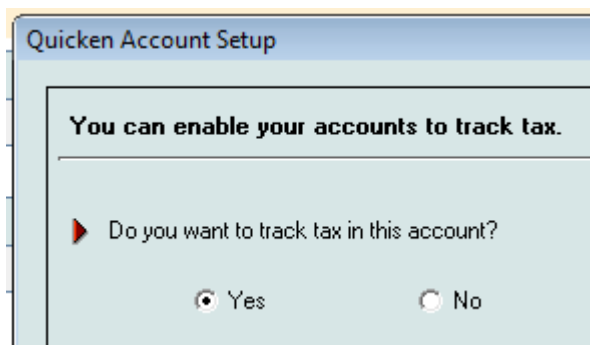 Quicken Account Setup
You can enable your accounts to track tax.
Do you want to track tax in this account?
Yes No